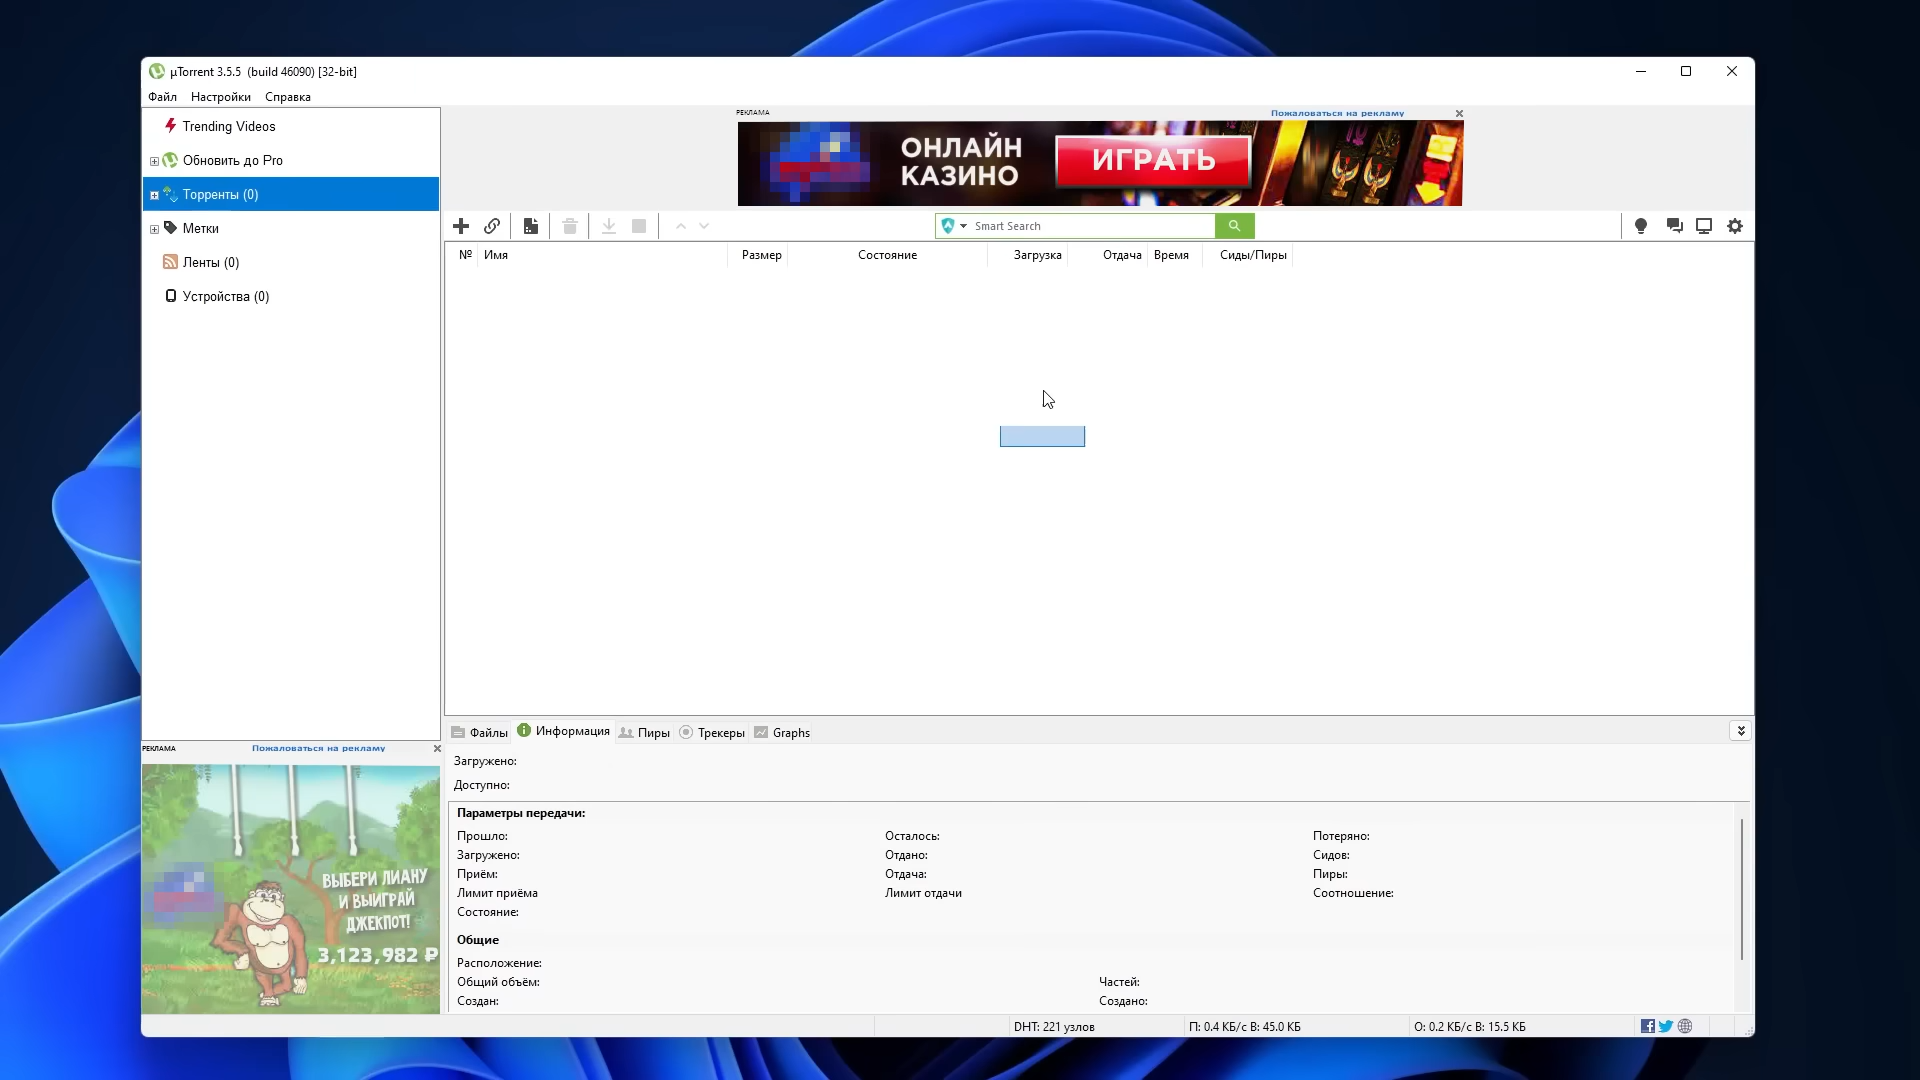 µTorrent 3.5.5 (build 46090) [32-bit]
Файл Настройки Справка
Trending Videos
Обновить до Pro
Торренты (0)
Метки
Ленты (0)
Устройства (0)
РЕКЛАМА Пожаловаться на рекламу
ОНЛАЙН
КАЗИНО
ИГРАТЬ
Smart Search
№ Имя Размер Состояние Загрузка Отдача Время Сиды/Пиры
РЕКЛАМА Пожаловаться на рекламу
ВЫБЕРИ ЛИАНУ
И ВЫИГРАЙ
ДЖЕКПОТ!
3,123,982 ₽
Файлы Информация Пиры Трекеры Graphs
Загружено:
Доступно:
Параметры передачи:
Прошло: Осталось: Потеряно:
Загружено: Отдано: Сидов:
Приём: Отдача: Пиры:
Лимит приёма Лимит отдачи Соотношение:
Состояние:
Общие
Расположение:
Общий объём: Частей:
Создан: Создано:
DHT: 221 узлов П: 0.4 КБ/с В: 45.0 КБ О: 0.2 КБ/с В: 15.5 КБ